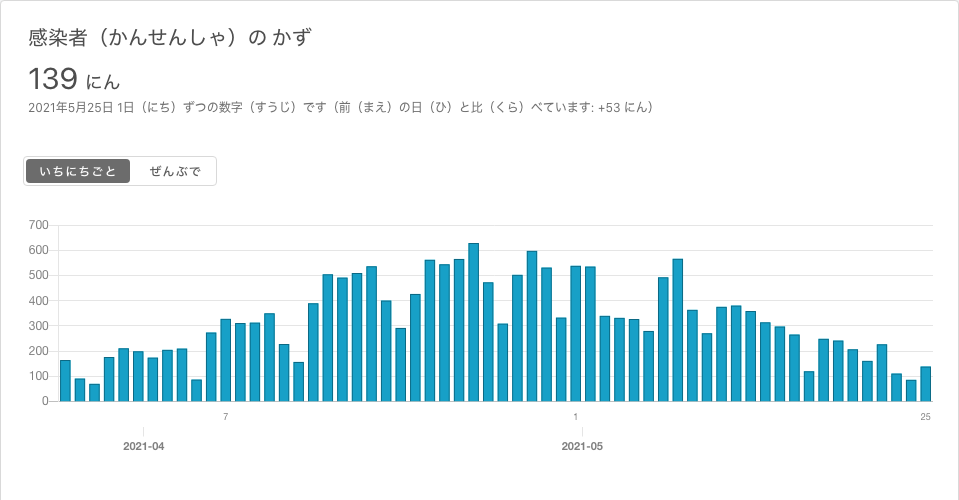 感染者（かんせんしゃ）の かず
139 にん
2021年5月25日 1日（にち）ずつの数字（すうじ）です（前（まえ）の日（ひ）と比（くら）べています: +53 にん）
いちにちごと ぜんぶで
700
600
500
400
300
200
100
0
7 1 25
2021-04 2021-05